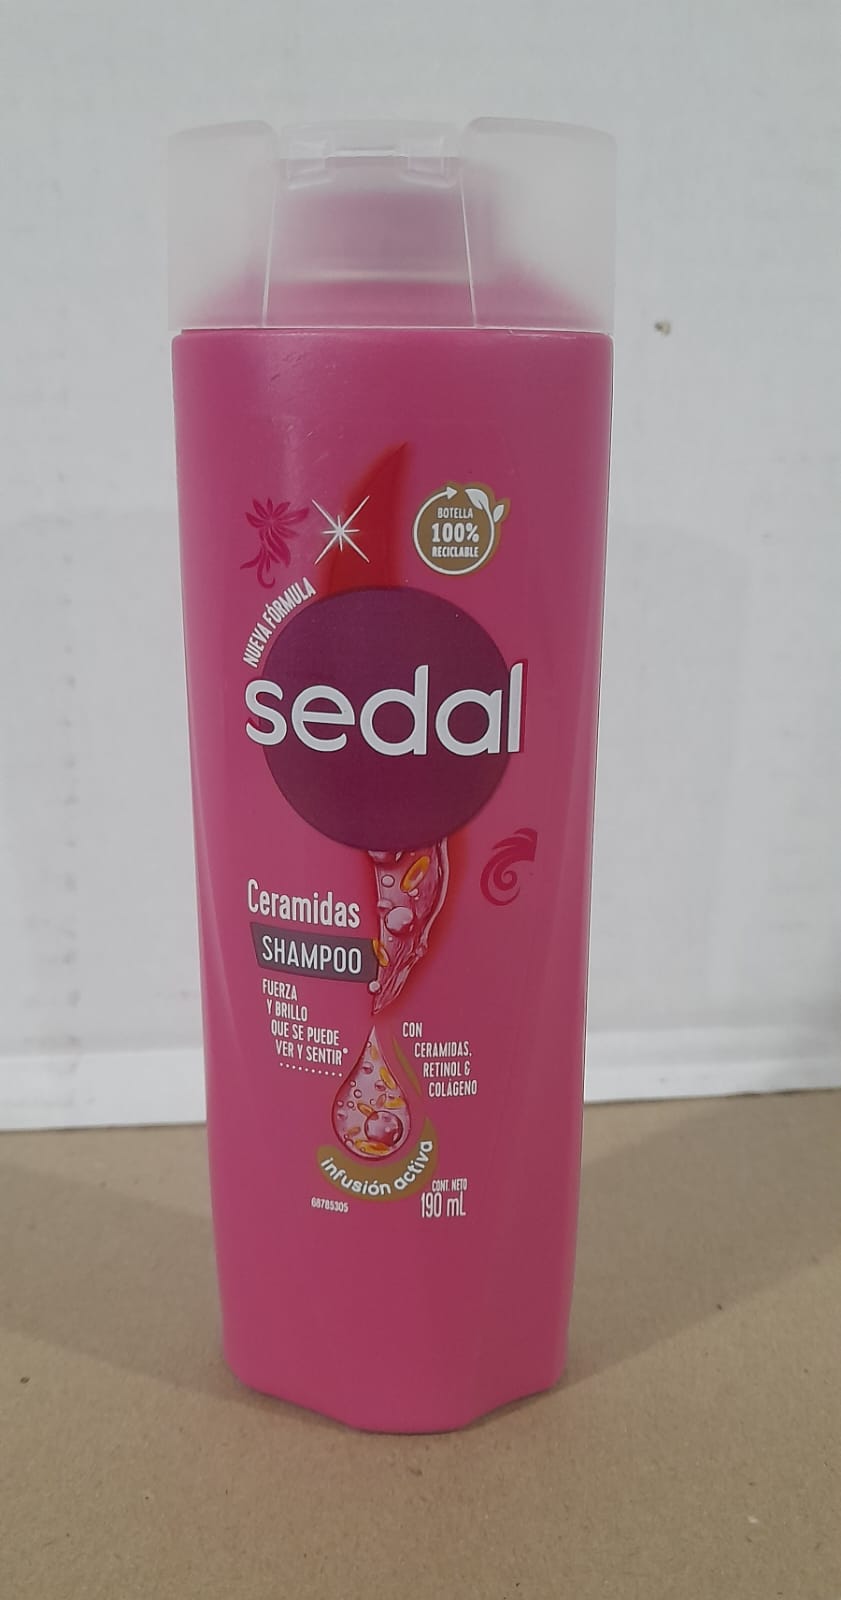 BOTELLA
100%
RECICLABLE
NUEVA FÓRMULA
sedal
Ceramidas
SHAMPOO
FUERZA
Y BRILLO
QUE SE PUEDE
VER Y SENTIR*
CON
CERAMIDAS,
RETINOL &
COLÁGENO
infusión activa
68785305
CONT. NETO
190 mL